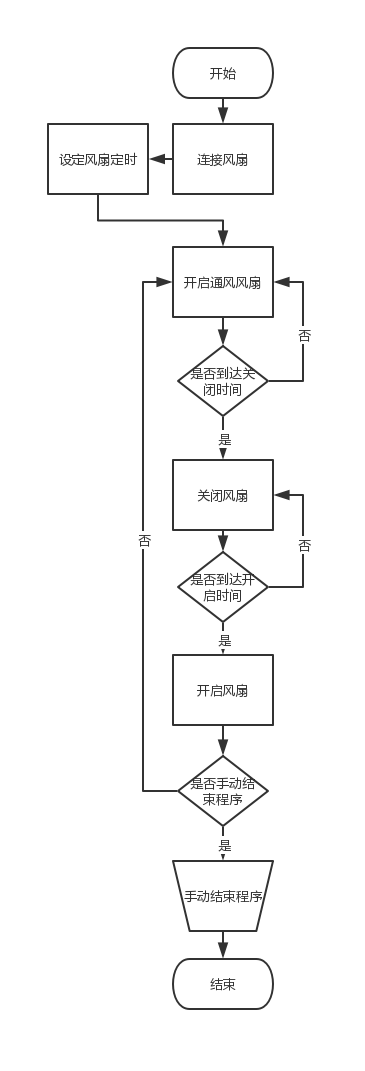 开始
连接风扇
设定风扇定时
开启通风风扇
否
是否到达关
闭时间
是
关闭风扇
否
否
是否到达开
启时间
是
开启风扇
是否手动结
束程序
是
手动结束程序
结束